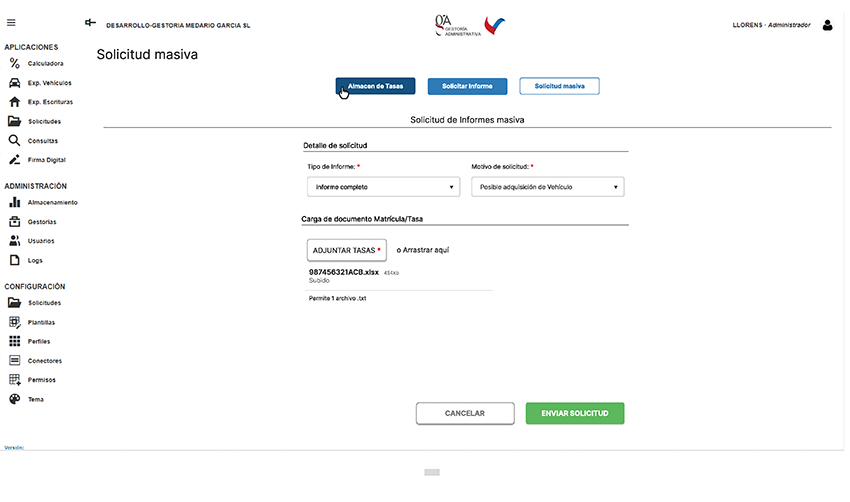 DESARROLLO-GESTORIA MEDARIO GARCIA SL
gA
GESTORÍA
ADMINISTRATIVA
LLORENS - Administrador
APLICACIONES
Calculadora
Exp. Vehículos
Exp. Escrituras
Solicitudes
Consultas
Firma Digital
ADMINISTRACIÓN
Almacenamiento
Gestorías
Usuarios
Logs
CONFIGURACIÓN
Solicitudes
Plantillas
Perfiles
Conectores
Permisos
Tema
Versión:
Solicitud masiva
Almacen de Tasas
Solicitar Informe
Solicitud masiva
Solicitud de Informes masiva
Detalle de solicitud
Tipo de Informe: *
Motivo de solicitud: *
Informe completo
Posible adquisición de Vehículo
Carga de documento Matrícula/Tasa
ADJUNTAR TASAS *
o Arrastrar aquí
987456321ACB.xlsx
Subido
Permite 1 archivo .txt
CANCELAR
ENVIAR SOLICITUD